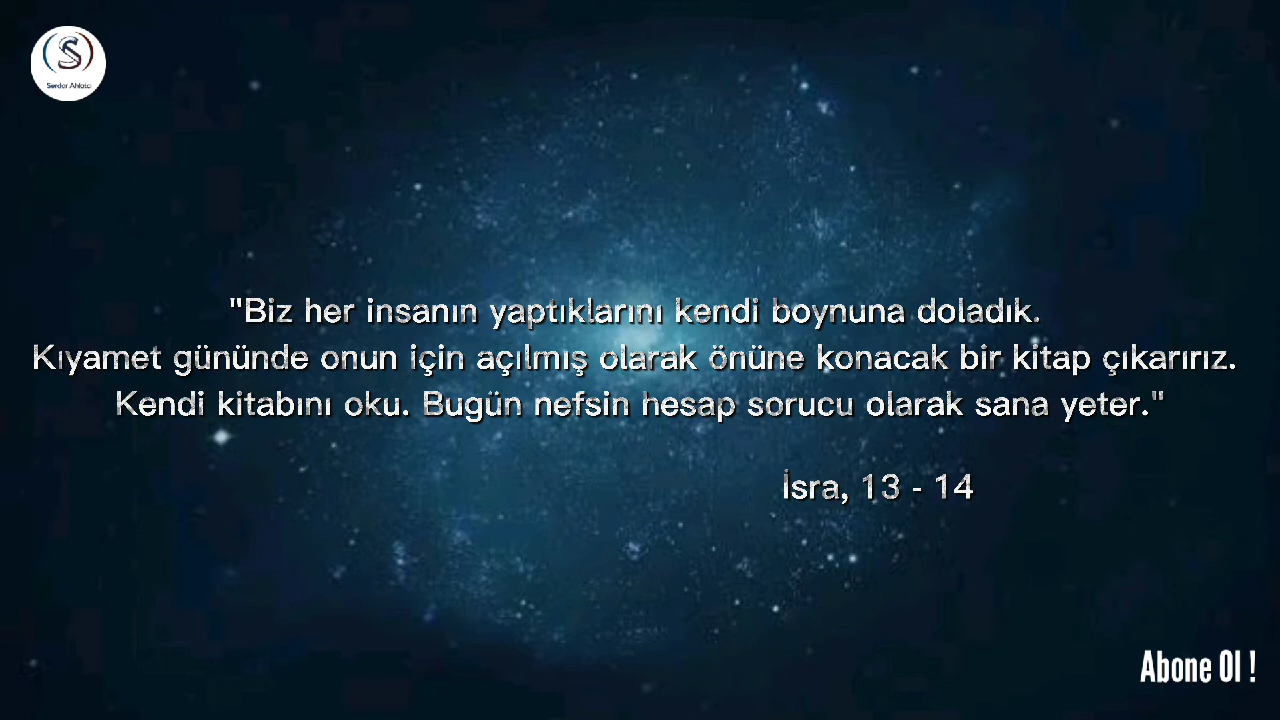 Serdar Ahlatcı
"Biz her insanın yaptıklarını kendi boynuna doladık.
Kıyamet gününde onun için açılmış olarak önüne konacak bir kitap çıkarırız.
Kendi kitabını oku. Bugün nefsin hesap sorucu olarak sana yeter."
İsra, 13 - 14
Abone Ol !